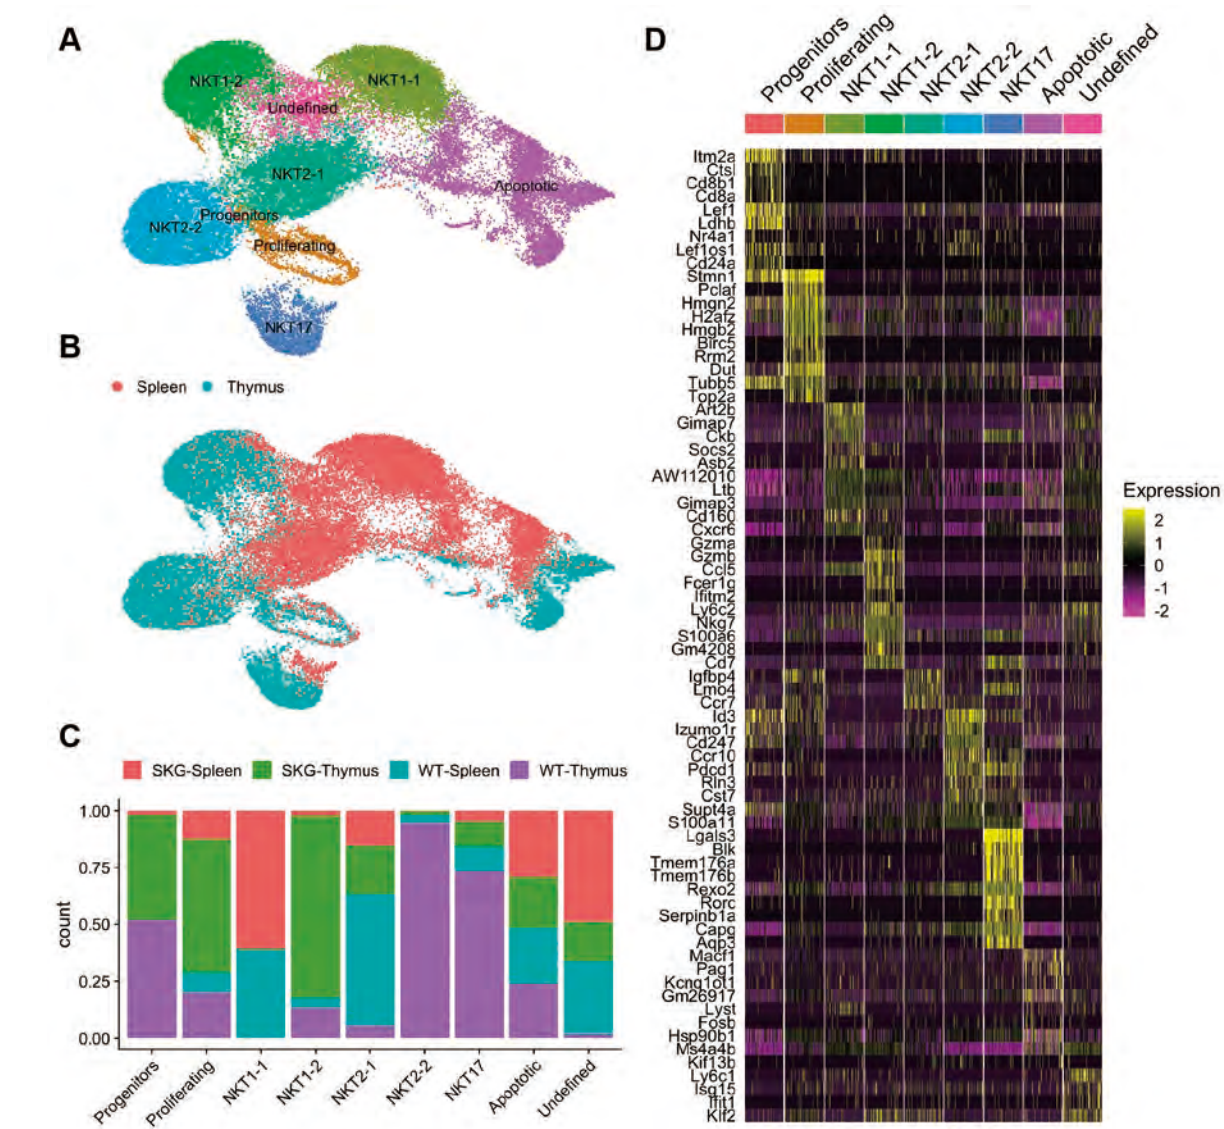 A
NKT1-2
NKT1-1
Undefined
NKT2-1
Apoptotic
Progenitors
NKT2-2
Proliferating
NKT17
B
Spleen Thymus
C
SKG-Spleen SKG-Thymus WT-Spleen WT-Thymus
1.00
0.75
0.50
0.25
0.00
count
Progenitors
Proliferating
NKT1-1
NKT1-2
NKT2-1
NKT2-2
NKT17
Apoptotic
Undefined
D
Progenitors
Proliferating
NKT1-1
NKT1-2
NKT2-1
NKT2-2
NKT17
Apoptotic
Undefined
Itm2a
Ctsl
Cd8b1
Cd8a
Lef1
Ldhb
Nr4a1
Lef1os1
Cd24a
Stmn1
Pclaf
Hmgn2
H2afz
Hmgb2
Birc5
Rrm2
Dut
Tubb5
Top2a
Art2b
Gimap7
Ckb
Socs2
Asb2
AW112010
Ltb
Gimap3
Cd160
Cxcr6
Gzma
Gzmb
Ccl5
Fcer1g
Ifitm2
Ly6c2
Nkg7
S100a6
Gm4208
Cd7
Igfbp4
Lmo4
Ccr7
Id3
Izumo1r
Cd247
Ccr10
Pdcd1
Rln3
Cst7
Supt4a
S100a11
Lgals3
Blk
Tmem176a
Tmem176b
Rexo2
Rorc
Serpinb1a
Capg
Aqp3
Macf1
Pag1
Kcnq1ot1
Gm26917
Lyst
Fosb
Hsp90b1
Ms4a4b
Kif13b
Ly6c1
Isg15
Ifit1
Klf2
Expression
2
1
0
-1
-2